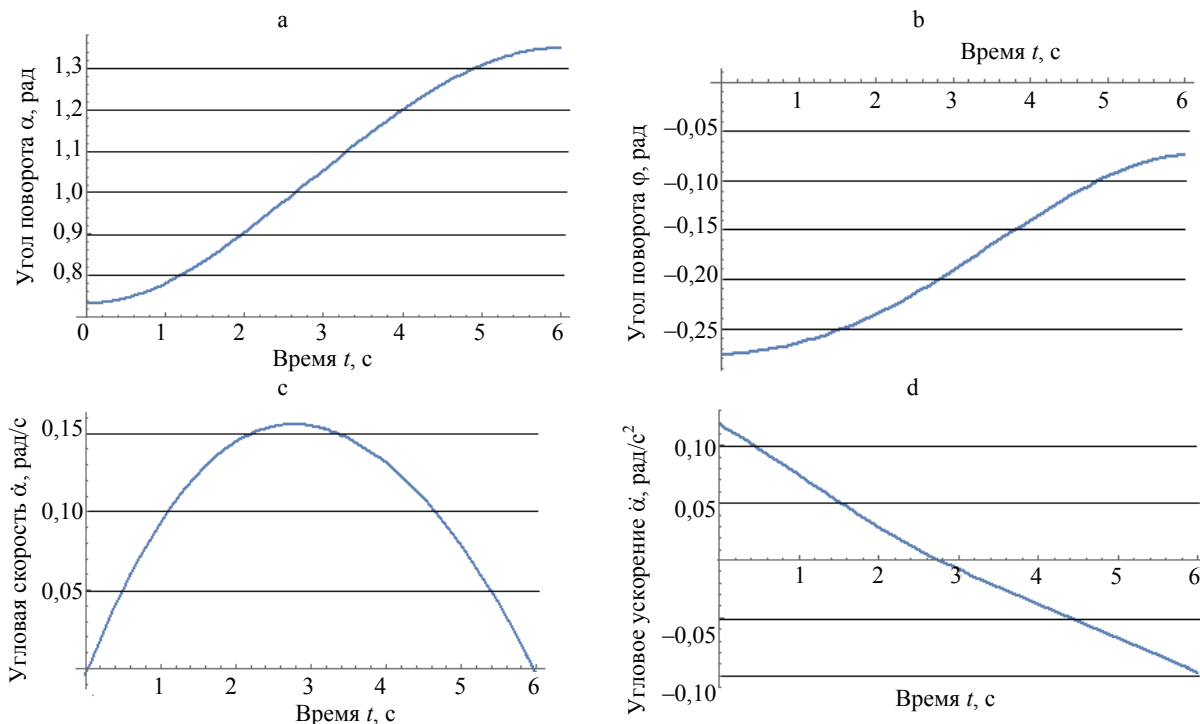 a
Угол поворота α, рад
1,3
1,2
1,1
1,0
0,9
0,8
0 1 2 3 4 5 6
Время t, с
b
Время t, с
1 2 3 4 5 6
Угол поворота φ, рад
–0,05
–0,10
–0,15
–0,20
–0,25
c
Угловая скорость α̇, рад/с
0,15
0,10
0,05
1 2 3 4 5 6
Время t, с
d
Угловое ускорение α̈, рад/с²
0,10
0,05
1 2 3 4 5 6
–0,05
–0,10
Время t, с